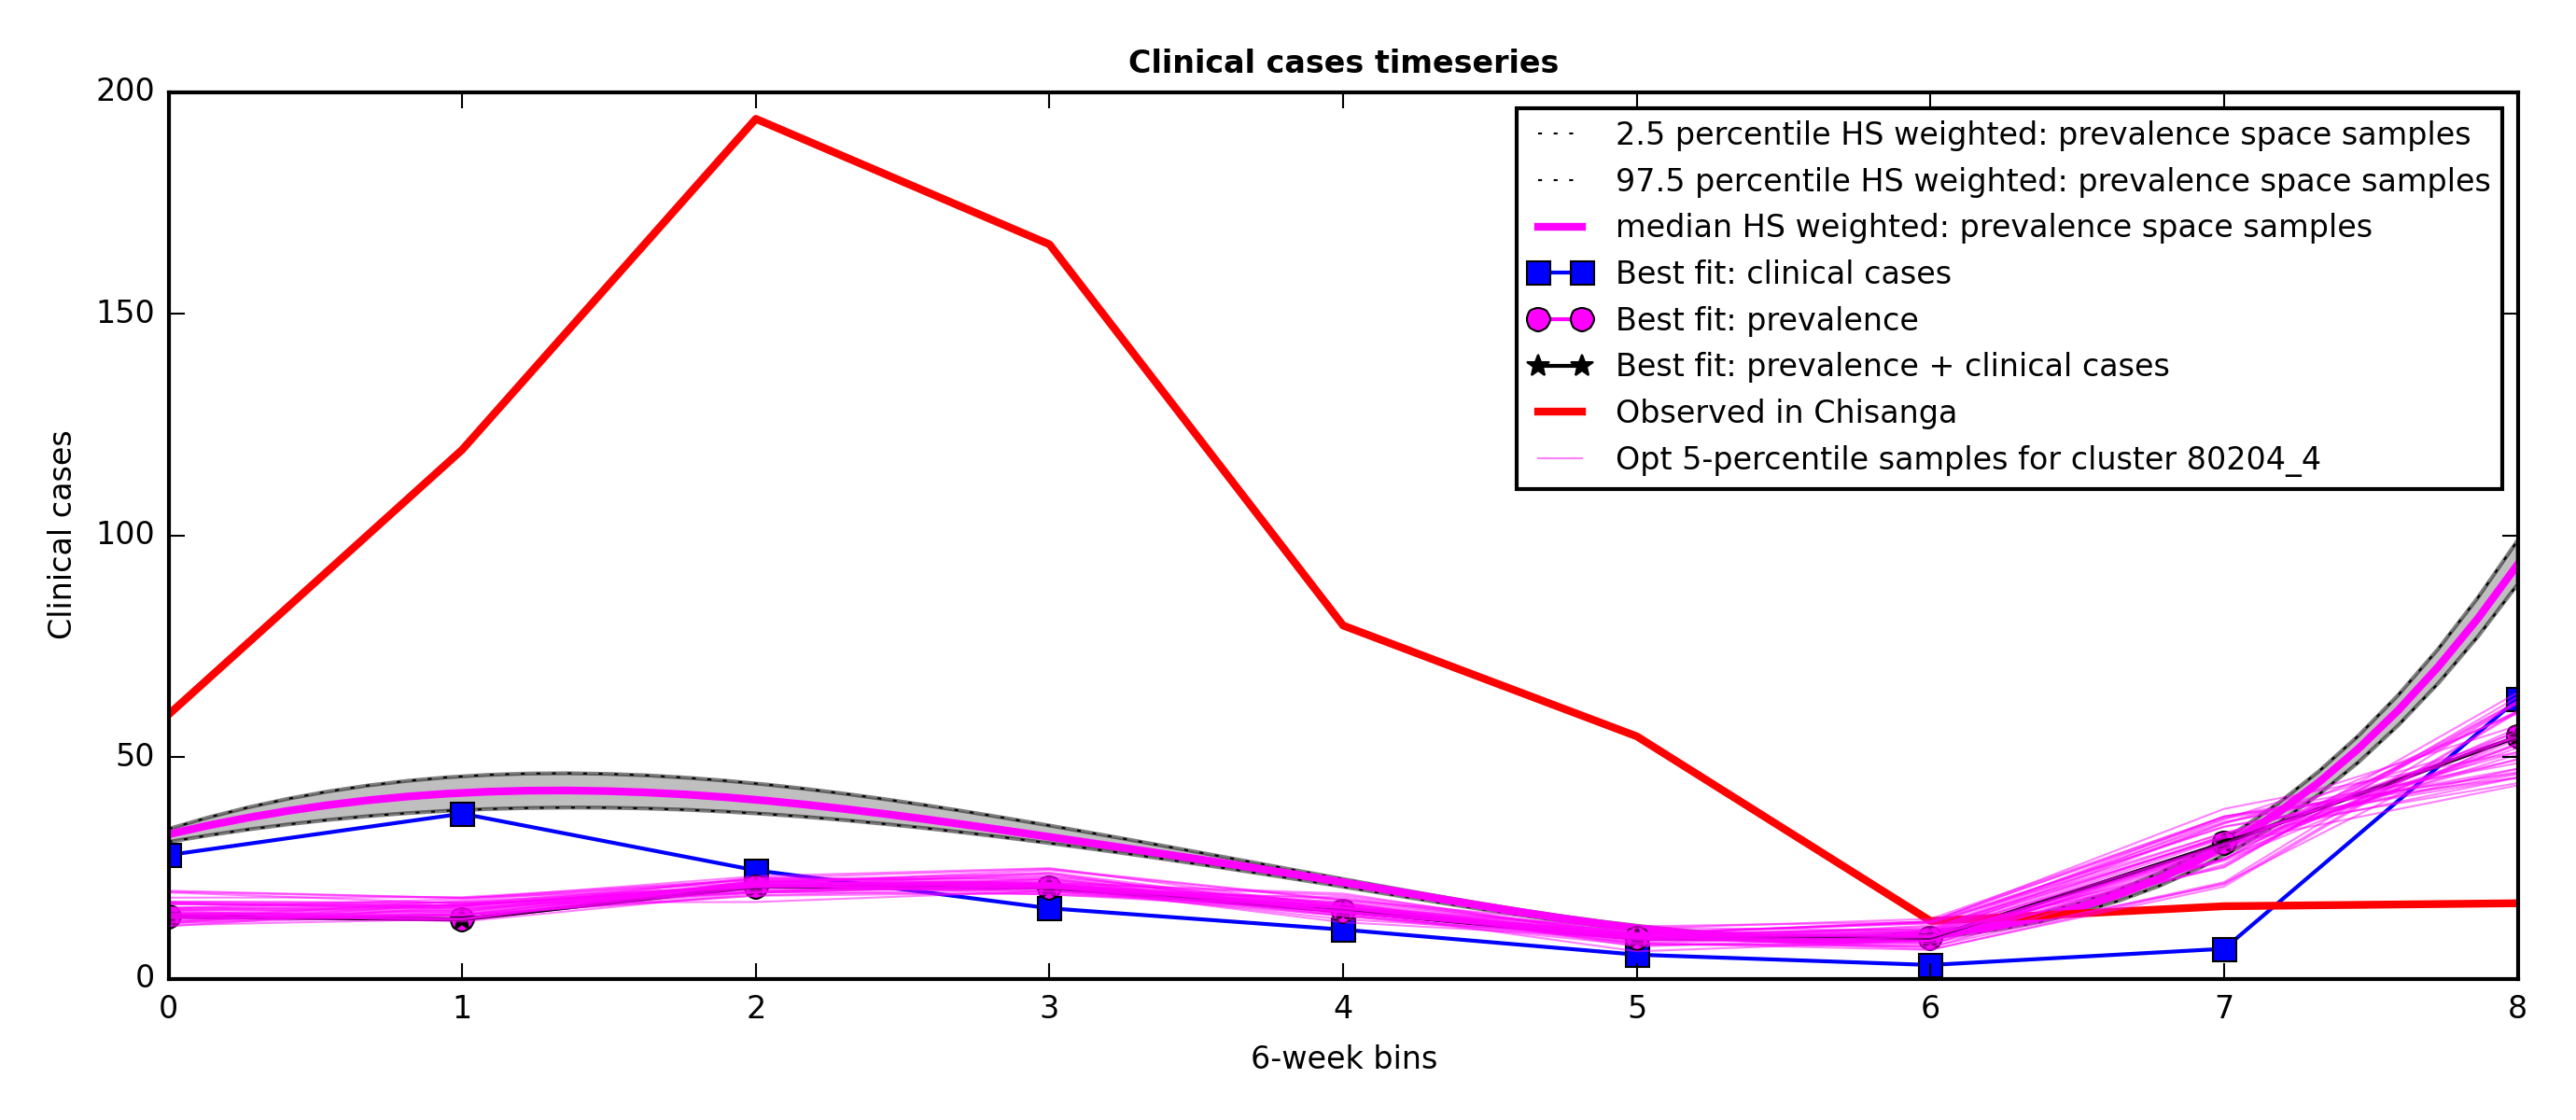 Clinical cases timeseries
200
150
100
50
0
Clinical cases
2.5 percentile HS weighted: prevalence space samples
97.5 percentile HS weighted: prevalence space samples
median HS weighted: prevalence space samples
Best fit: clinical cases
Best fit: prevalence
Best fit: prevalence + clinical cases
Observed in Chisanga
Opt 5-percentile samples for cluster 80204_4
0 1 2 3 4 5 6 7 8
6-week bins